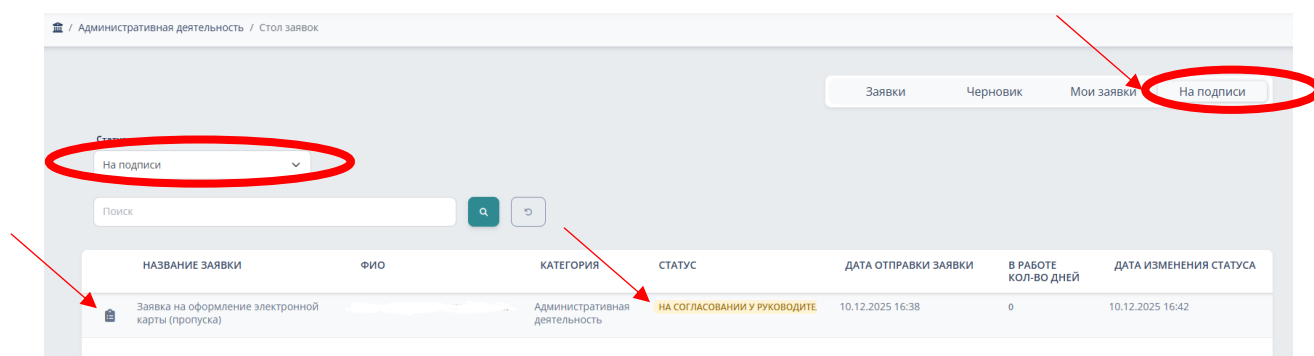 / Административная деятельность / Стол заявок
Заявки Черновик Мои заявки На подписи
На подписи
Поиск
НАЗВАНИЕ ЗАЯВКИ ФИО КАТЕГОРИЯ СТАТУС ДАТА ОТПРАВКИ ЗАЯВКИ В РАБОТЕ КОЛ-ВО ДНЕЙ ДАТА ИЗМЕНЕНИЯ СТАТУСА
Заявка на оформление электронной Административная НА СОГЛАСОВАНИИ У РУКОВОДИТЕ 10.12.2025 16:38 0 10.12.2025 16:42
карты (пропуска) деятельность